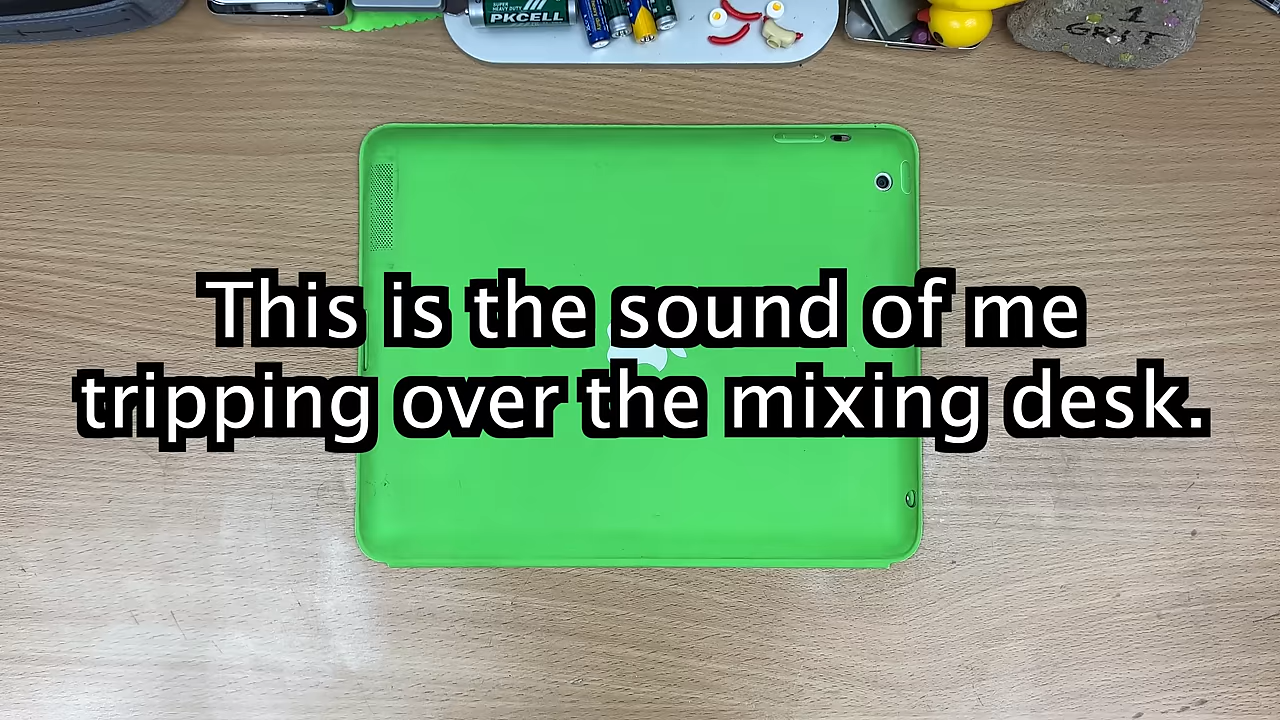 SUPER
HEAVY DUTY
PKCELL
1
GRIT
This is the sound of me
tripping over the mixing desk.